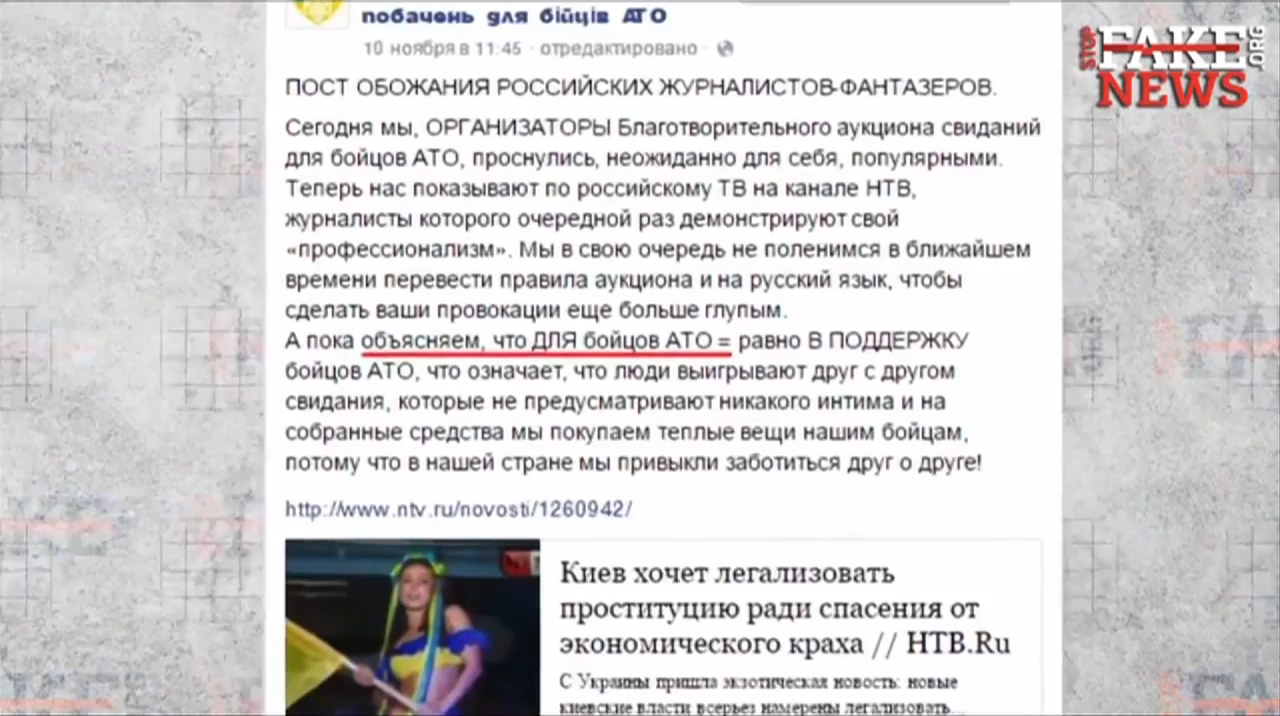 побачень для бійців АТО
10 ноября в 11:45 · отредактировано ·
STOP
FAKE
.ORG
NEWS
ПОСТ ОБОЖАНИЯ РОССИЙСКИХ ЖУРНАЛИСТОВ-ФАНТАЗЕРОВ.
Сегодня мы, ОРГАНИЗАТОРЫ Благотворительного аукциона свиданий
для бойцов АТО, проснулись, неожиданно для себя, популярными.
Теперь нас показывают по российскому ТВ на канале НТВ,
журналисты которого очередной раз демонстрируют свой
«профессионализм». Мы в свою очередь не поленимся в ближайшем
времени перевести правила аукциона и на русский язык, чтобы
сделать ваши провокации еще больше глупым.
А пока объясняем, что ДЛЯ бойцов АТО = равно В ПОДДЕРЖКУ
бойцов АТО, что означает, что люди выигрывают друг с другом
свидания, которые не предусматривают никакого интима и на
собранные средства мы покупаем теплые вещи нашим бойцам,
потому что в нашей стране мы привыкли заботиться друг о друге!
http://www.ntv.ru/novosti/1260942/
Киев хочет легализовать
проституцию ради спасения от
экономического краха // НТВ.Ru
С Украины пришла экзотическая новость: новые
киевские власти всерьез намерены легализовать